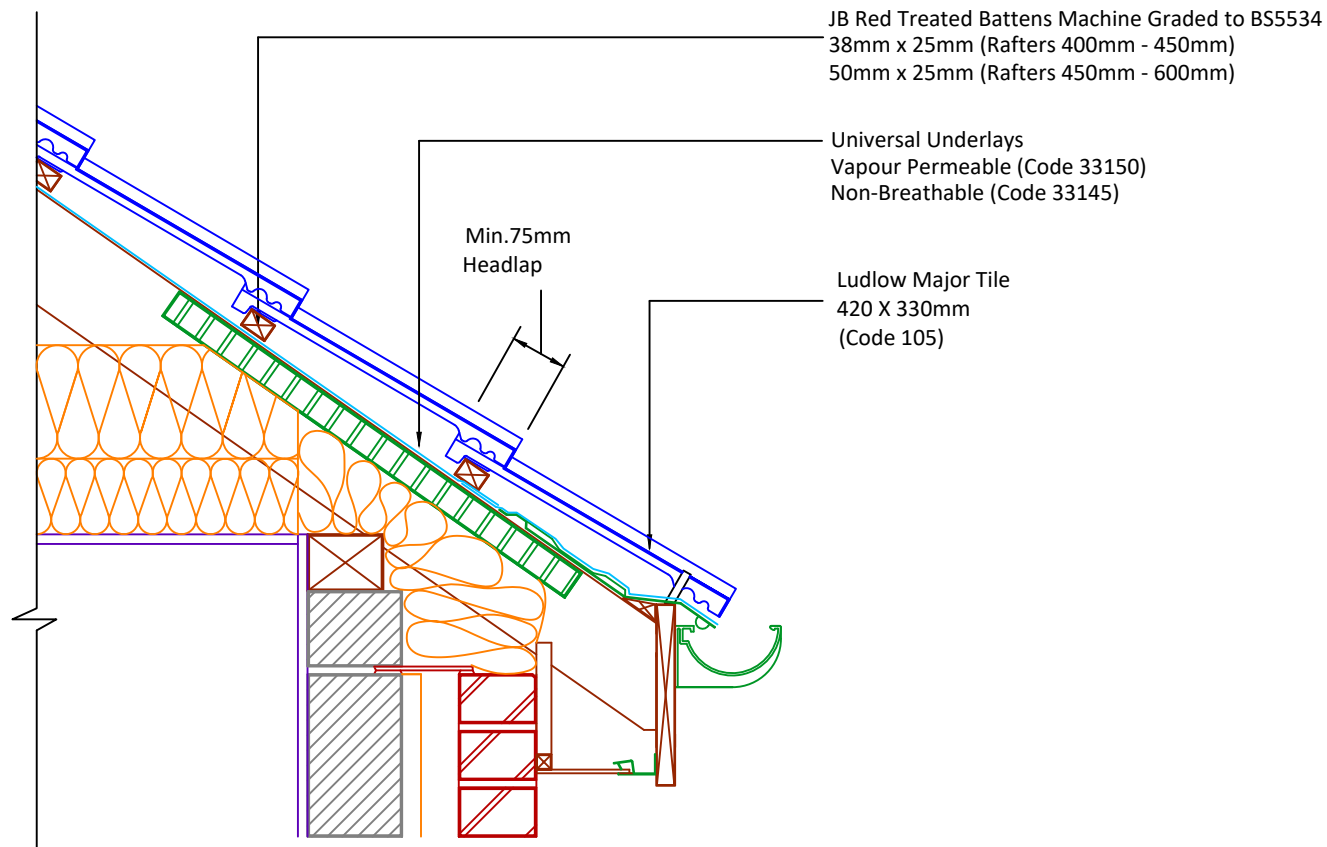 JB Red Treated Battens Machine Graded to BS5534
38mm x 25mm (Rafters 400mm - 450mm)
50mm x 25mm (Rafters 450mm - 600mm)
Universal Underlays
Vapour Permeable (Code 33150)
Non-Breathable (Code 33145)
Min.75mm
Headlap
Ludlow Major Tile
420 X 330mm
(Code 105)